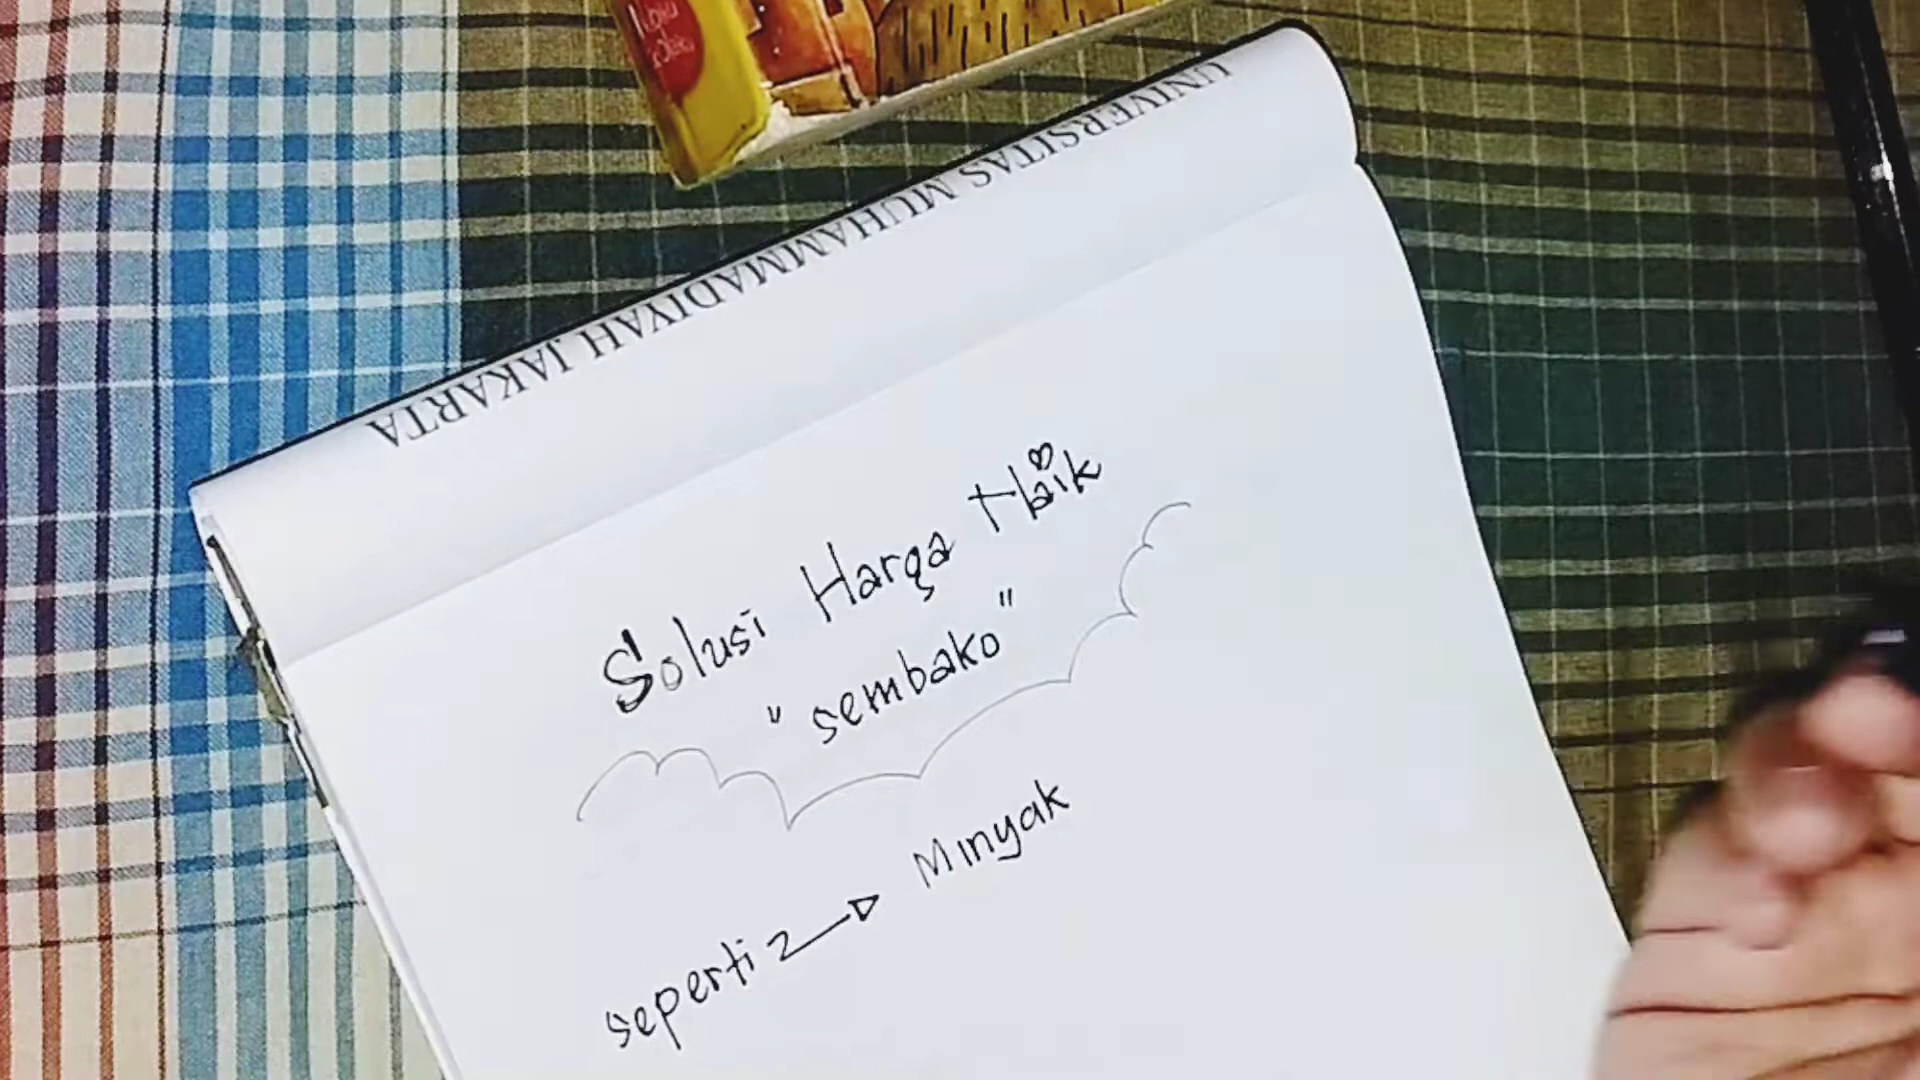 UNIVERSITAS MUHAMMADIYAH JAKARTA
Solusi Harga Naik
"sembako"
seperti2 Minyak